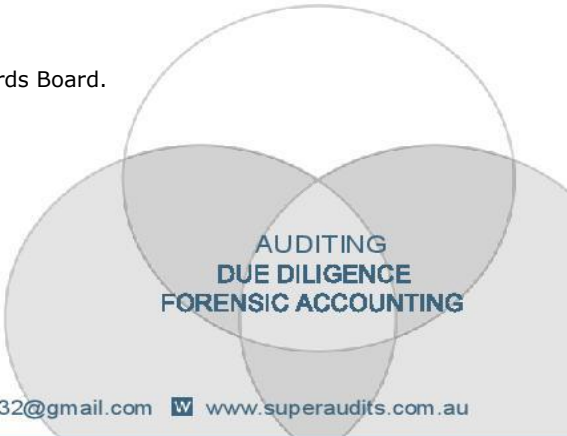 rds Board.
AUDITING
DUE DILIGENCE
FORENSIC ACCOUNTING
32@gmail.com W www.superaudits.com.au